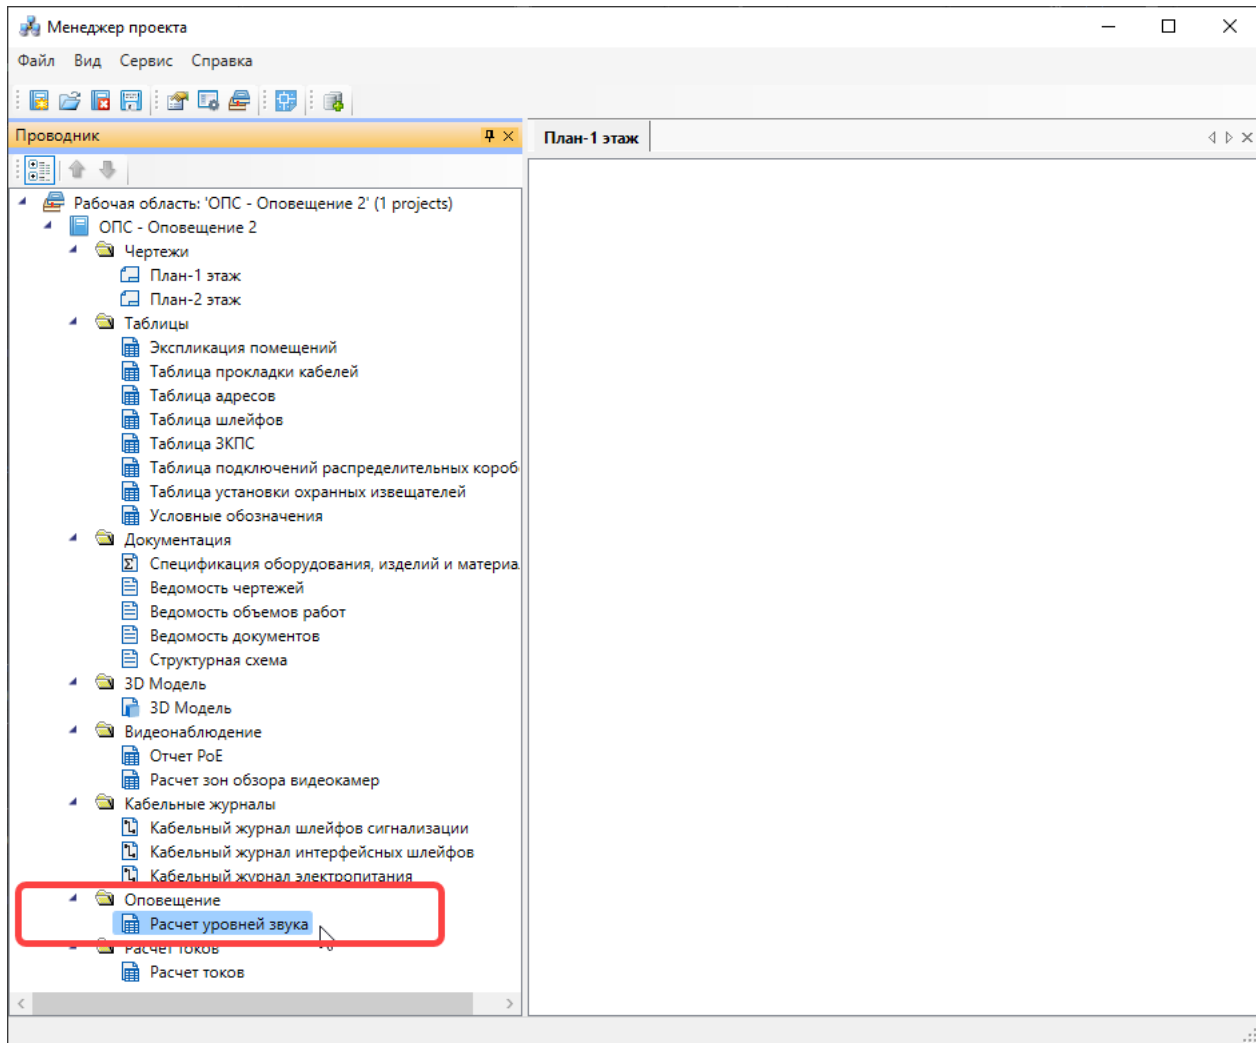 Менеджер проекта
Файл Вид Сервис Справка
Проводник
План-1 этаж
Рабочая область: 'ОПС - Оповещение 2' (1 projects)
ОПС - Оповещение 2
Чертежи
План-1 этаж
План-2 этаж
Таблицы
Экспликация помещений
Таблица прокладки кабелей
Таблица адресов
Таблица шлейфов
Таблица ЗКПС
Таблица подключений распределительных короб
Таблица установки охранных извещателей
Условные обозначения
Документация
Спецификация оборудования, изделий и материа
Ведомость чертежей
Ведомость объемов работ
Ведомость документов
Структурная схема
3D Модель
3D Модель
Видеонаблюдение
Отчет PoE
Расчет зон обзора видеокамер
Кабельные журналы
Кабельный журнал шлейфов сигнализации
Кабельный журнал интерфейсных шлейфов
Кабельный журнал электропитания
Оповещение
Расчет уровней звука
Расчет токов
Расчет токов